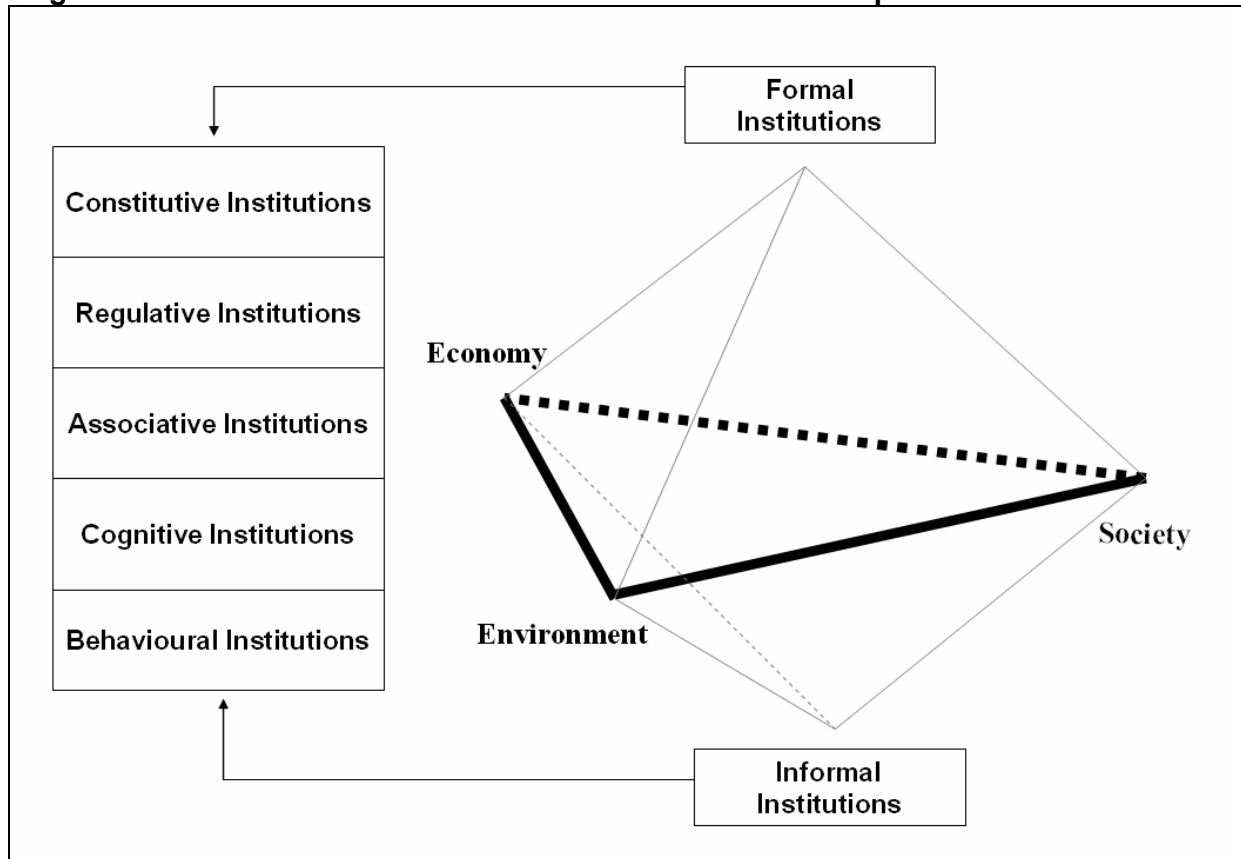 Formal
Institutions
Constitutive Institutions
Regulative Institutions
Associative Institutions
Cognitive Institutions
Behavioural Institutions
Economy
Society
Environment
Informal
Institutions